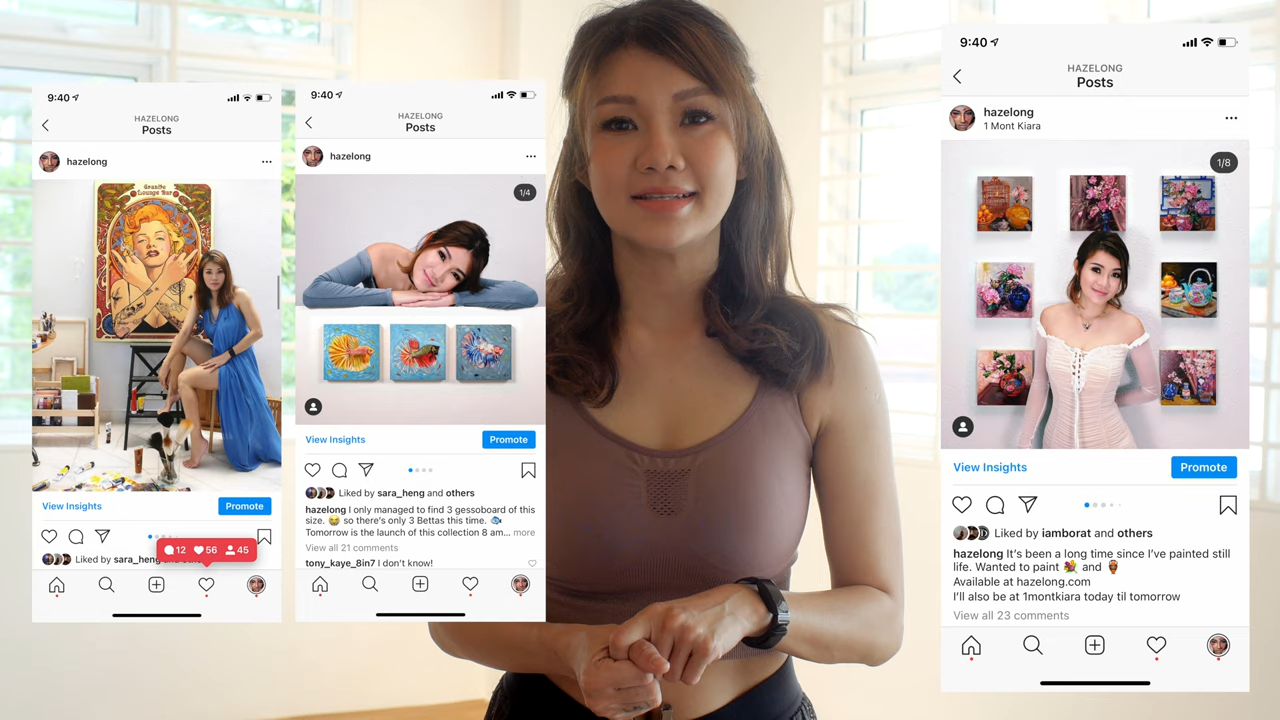 9:40
HAZELONG
Posts
hazelong
Granite
Lounge Bar
View Insights
Promote
Liked by sara_heng and others
12 56 45
9:40
HAZELONG
Posts
hazelong
1/4
View Insights
Promote
Liked by sara_heng and others
hazelong I only managed to find 3 gessoboard of this
size. 😭 so there's only 3 Bettas this time. 🐟
Tomorrow is the launch of this collection 8 am... more
View all 21 comments
tony_kaye_8in7 I don't know!
9:40
HAZELONG
Posts
hazelong
1 Mont Kiara
1/8
View Insights
Promote
Liked by iamborat and others
hazelong It's been a long time since I've painted still
life. Wanted to paint 💐 and 🏺
Available at hazelong.com
I'll also be at 1montkiara today til tomorrow
View all 23 comments